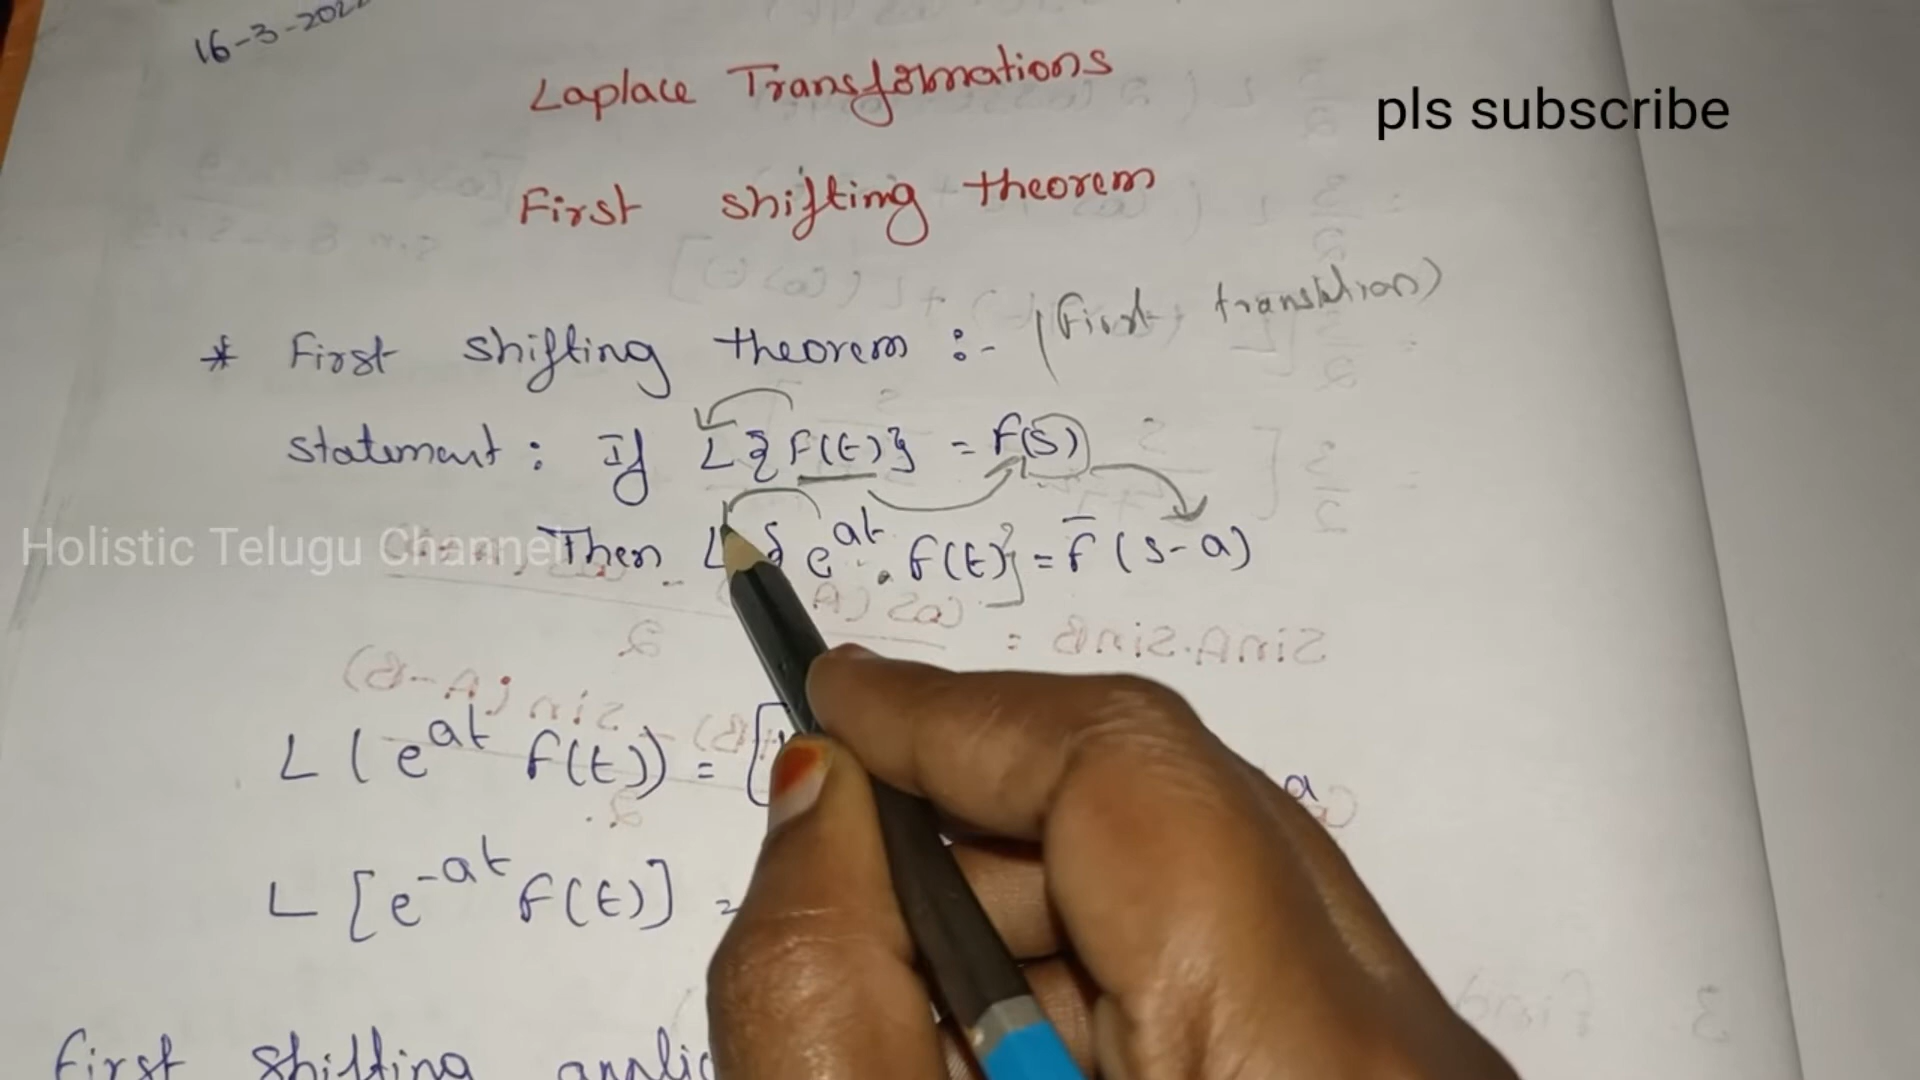 16-3-202
Laplace Transformations
pls subscribe
First shifting theorem
* First shifting theorem :- (First translation)
statement : If L{f(t)} = f(s)
Holistic Telugu Channel
Then L{e^at . f(t)} = f̄ (s-a)
L(e^at f(t)) = [
a
L[e^-at f(t)] =
First shifting